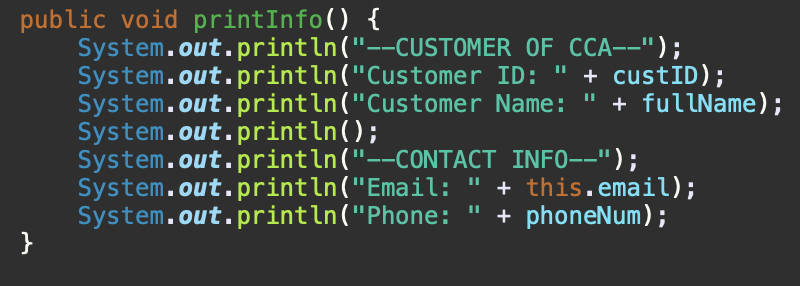 public void printInfo() {
    System.out.println("--CUSTOMER OF CCA--");
    System.out.println("Customer ID: " + custID);
    System.out.println("Customer Name: " + fullName);
    System.out.println();
    System.out.println("--CONTACT INFO--");
    System.out.println("Email: " + this.email);
    System.out.println("Phone: " + phoneNum);
}